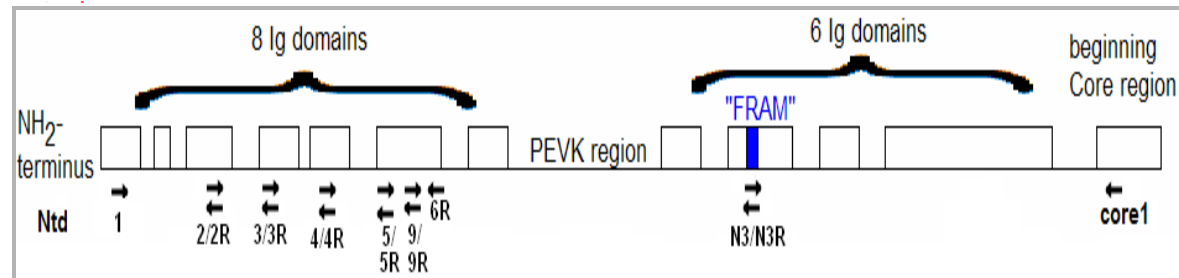 8 Ig domains
6 Ig domains
beginning
Core region
"FRAM"
NH2-
terminus
PEVK region
Ntd
1
2/2R
3/3R
4/4R
5/
5R
9/
9R
6R
N3/N3R
core1